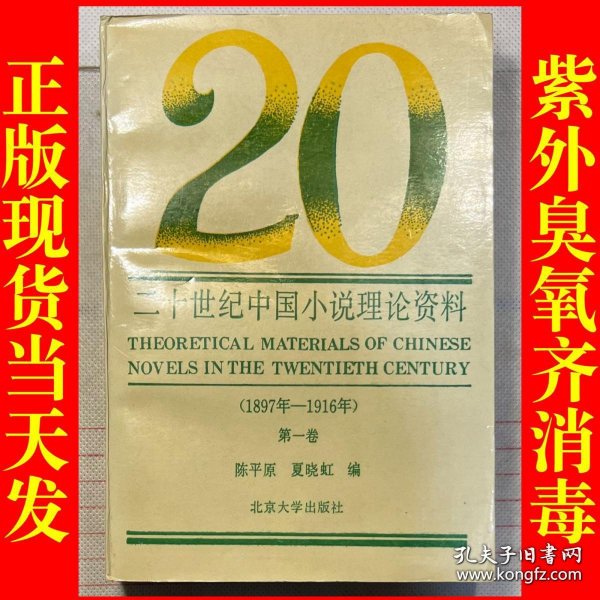 正版现货当天发
20
二十世纪中国小说理论资料
THEORETICAL MATERIALS OF CHINESE
NOVELS IN THE TWENTIETH CENTURY
(1897年—1916年)
第一卷
陈平原 夏晓虹 编
北京大学出版社
紫外臭氧齐消毒
孔夫子旧书网
www.kongfz.com